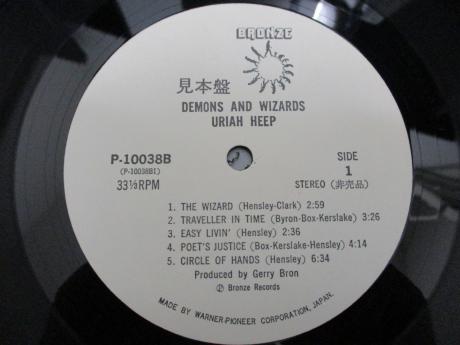 BRONZE
見本盤
DEMONS AND WIZARDS
URIAH HEEP
P-10038B
(P-10038B1)
33⅓RPM
SIDE
1
STEREO (非売品)
1. THE WIZARD (Hensley-Clark) 2:59
2. TRAVELLER IN TIME (Byron-Box-Kerslake) 3:26
3. EASY LIVIN' (Hensley) 2:36
4. POET'S JUSTICE (Box-Kerslake-Hensley) 4:14
5. CIRCLE OF HANDS (Hensley) 6:34
Produced by Gerry Bron
Ⓟ Bronze Records
MADE BY WARNER-PIONEER CORPORATION, JAPAN.